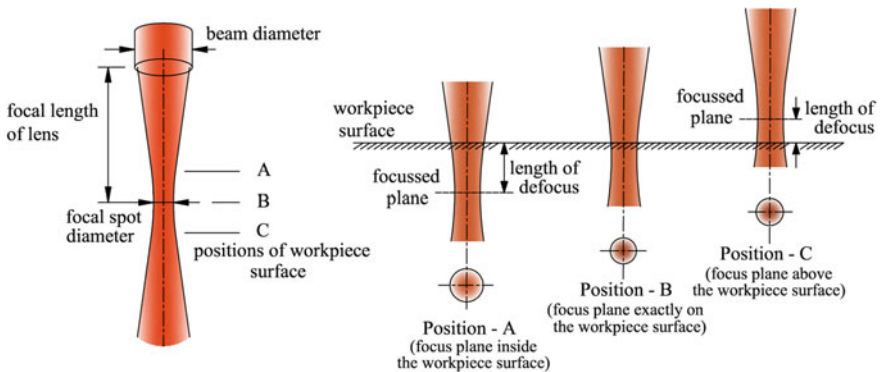 beam diameter
focal length
of lens
A
B
focal spot
diameter
C
positions of workpiece
surface
workpiece
surface
focussed
plane
length of
defocus
Position - A
(focus plane inside
the workpiece surface)
Position - B
(focus plane exactly on
the workpiece surface)
focussed
plane
length of
defocus
Position - C
(focus plane above
the workpiece surface)